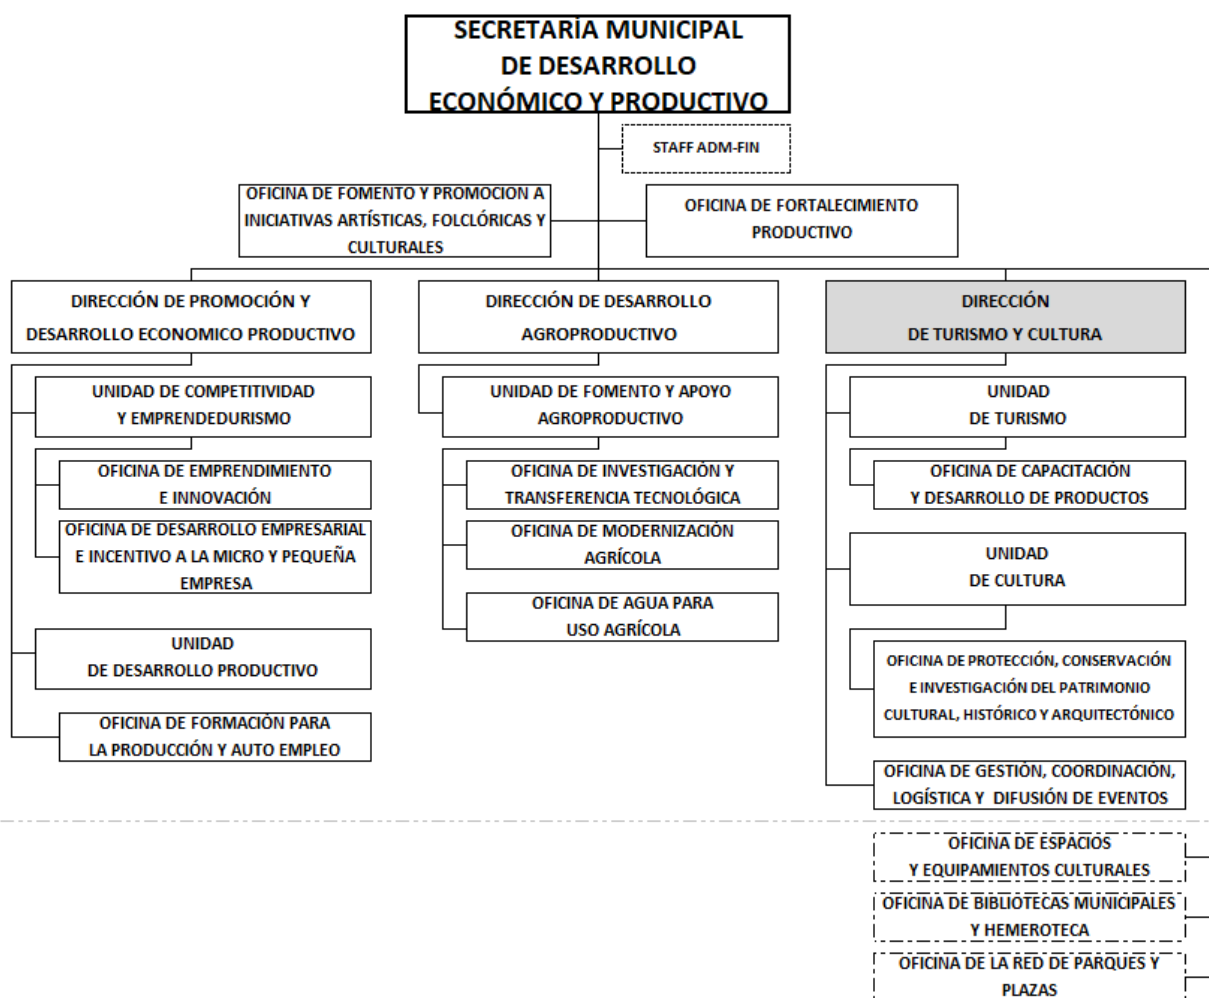 SECRETARÍA MUNICIPAL
DE DESARROLLO
ECONÓMICO Y PRODUCTIVO
STAFF ADM-FIN
OFICINA DE FOMENTO Y PROMOCION A
INICIATIVAS ARTÍSTICAS, FOLCLÓRICAS Y
CULTURALES
OFICINA DE FORTALECIMIENTO
PRODUCTIVO
DIRECCIÓN DE PROMOCIÓN Y
DESARROLLO ECONOMICO PRODUCTIVO
UNIDAD DE COMPETITIVIDAD
Y EMPRENDEDURISMO
OFICINA DE EMPRENDIMIENTO
E INNOVACIÓN
OFICINA DE DESARROLLO EMPRESARIAL
E INCENTIVO A LA MICRO Y PEQUEÑA
EMPRESA
UNIDAD
DE DESARROLLO PRODUCTIVO
OFICINA DE FORMACIÓN PARA
LA PRODUCCIÓN Y AUTO EMPLEO
DIRECCIÓN DE DESARROLLO
AGROPRODUCTIVO
UNIDAD DE FOMENTO Y APOYO
AGROPRODUCTIVO
OFICINA DE INVESTIGACIÓN Y
TRANSFERENCIA TECNOLÓGICA
OFICINA DE MODERNIZACIÓN
AGRÍCOLA
OFICINA DE AGUA PARA
USO AGRÍCOLA
DIRECCIÓN
DE TURISMO Y CULTURA
UNIDAD
DE TURISMO
OFICINA DE CAPACITACIÓN
Y DESARROLLO DE PRODUCTOS
UNIDAD
DE CULTURA
OFICINA DE PROTECCIÓN, CONSERVACIÓN
E INVESTIGACIÓN DEL PATRIMONIO
CULTURAL, HISTÓRICO Y ARQUITECTÓNICO
OFICINA DE GESTIÓN, COORDINACIÓN,
LOGÍSTICA Y DIFUSIÓN DE EVENTOS
OFICINA DE ESPACIOS
Y EQUIPAMIENTOS CULTURALES
OFICINA DE BIBLIOTECAS MUNICIPALES
Y HEMEROTECA
OFICINA DE LA RED DE PARQUES Y
PLAZAS